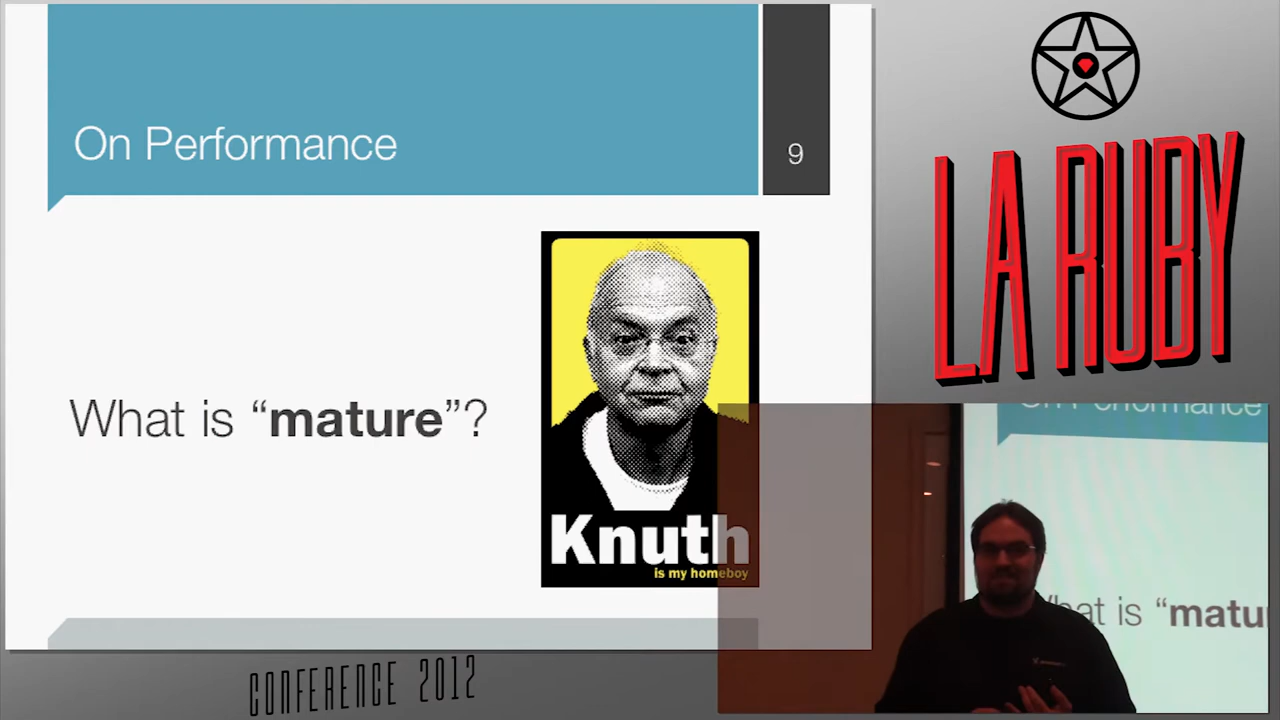 On Performance
9
What is “mature”?
Knuth
is my homeboy
LA RUBY
CONFERENCE 2012
On Performance
What is “matu